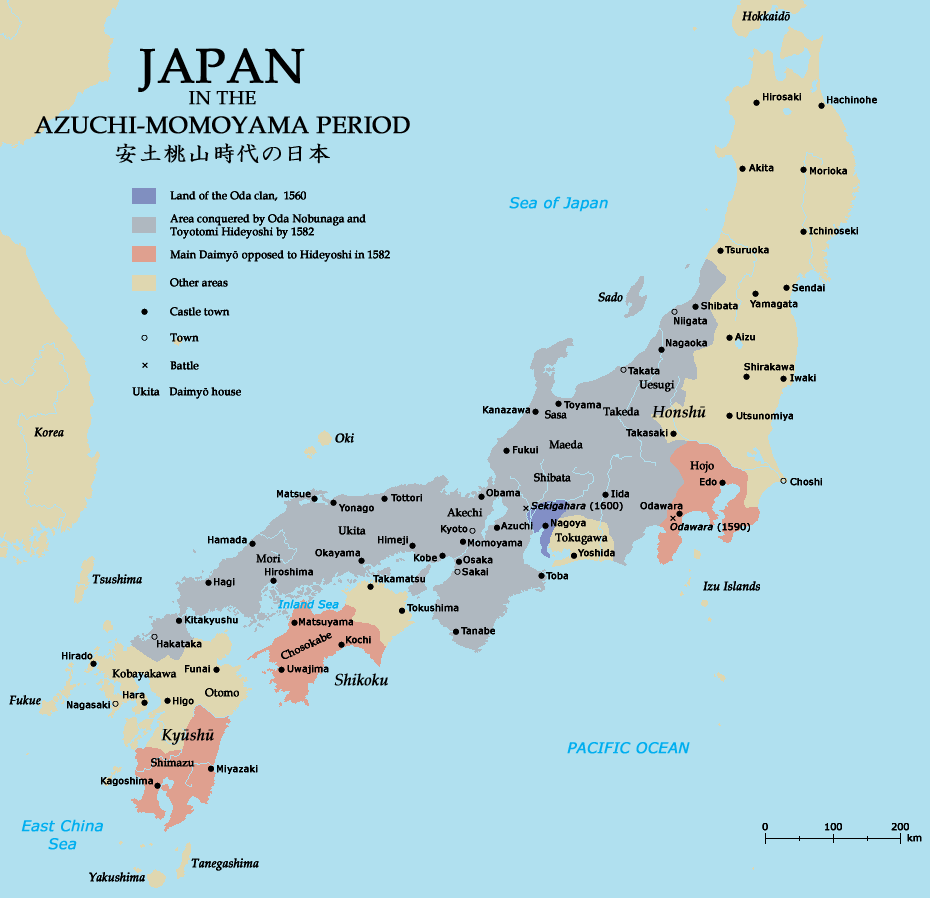 JAPAN
IN THE
AZUCHI-MOMOYAMA PERIOD
安土桃山時代の日本
Land of the Oda clan, 1560
Area conquered by Oda Nobunaga and
Toyotomi Hideyoshi by 1582
Main Daimyō opposed to Hideyoshi in 1582
Other areas
Castle town
Town
Battle
Ukita Daimyō house
Hokkaidō
Hirosaki
Hachinohe
Akita
Morioka
Sea of Japan
Ichinoseki
Tsuruoka
Sendai
Yamagata
Sado
Shibata
Niigata
Aizu
Nagaoka
Shirakawa
Iwaki
Takata
Uesugi
Toyama
Kanazawa
Sasa
Takeda
Honshū
Utsunomiya
Takasaki
Korea
Oki
Maeda
Fukui
Hojo
Shibata
Edo
Choshi
Matsue
Yonago
Tottori
Obama
Iida
Akechi
Sekigahara (1600)
Odawara
Odawara (1590)
Ukita
Kyoto
Azuchi
Nagoya
Tokugawa
Hamada
Himeji
Momoyama
Okayama
Kobe
Osaka
Yoshida
Mori
Hiroshima
Sakai
Toba
Izu Islands
Tsushima
Hagi
Takamatsu
Inland Sea
Tokushima
Kitakyushu
Matsuyama
Tanabe
Hakataka
Chosokabe
Kochi
Hirado
Kobayakawa
Funai
Uwajima
Shikoku
Otomo
Fukue
Nagasaki
Hara
Higo
Kyūshū
PACIFIC OCEAN
Shimazu
Miyazaki
Kagoshima
East China
Sea
0 100 200
km
Tanegashima
Yakushima